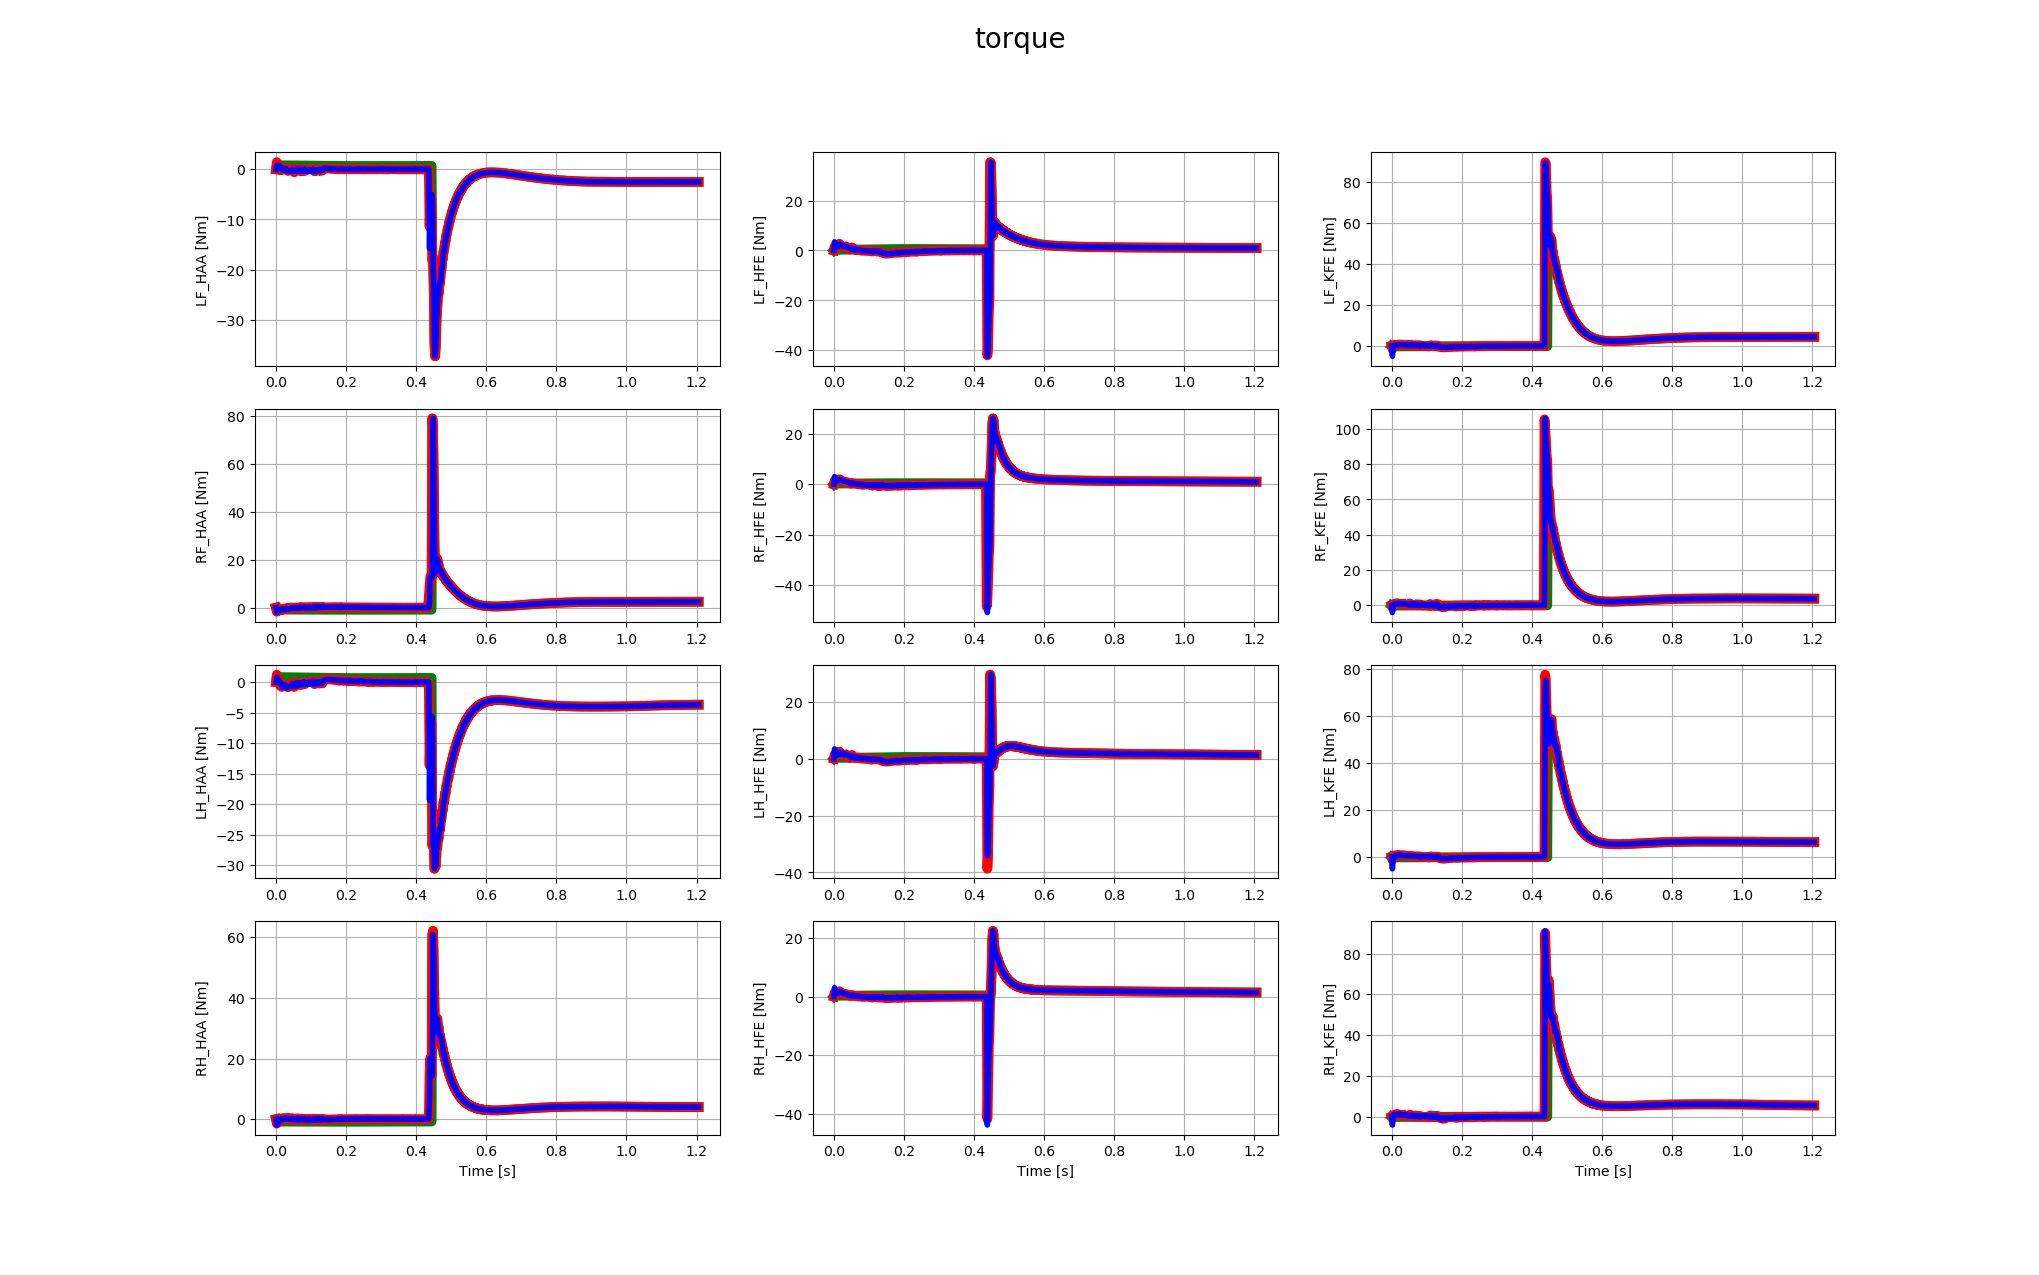 torque
LF_HAA [Nm]
0
−10
−20
−30
0.0 0.2 0.4 0.6 0.8 1.0 1.2
LF_HFE [Nm]
20
0
−20
−40
0.0 0.2 0.4 0.6 0.8 1.0 1.2
LF_KFE [Nm]
80
60
40
20
0
0.0 0.2 0.4 0.6 0.8 1.0 1.2
RF_HAA [Nm]
80
60
40
20
0
0.0 0.2 0.4 0.6 0.8 1.0 1.2
RF_HFE [Nm]
20
0
−20
−40
0.0 0.2 0.4 0.6 0.8 1.0 1.2
RF_KFE [Nm]
100
80
60
40
20
0
0.0 0.2 0.4 0.6 0.8 1.0 1.2
LH_HAA [Nm]
0
−5
−10
−15
−20
−25
−30
0.0 0.2 0.4 0.6 0.8 1.0 1.2
LH_HFE [Nm]
20
0
−20
−40
0.0 0.2 0.4 0.6 0.8 1.0 1.2
LH_KFE [Nm]
80
60
40
20
0
0.0 0.2 0.4 0.6 0.8 1.0 1.2
RH_HAA [Nm]
60
40
20
0
0.0 0.2 0.4 0.6 0.8 1.0 1.2
Time [s]
RH_HFE [Nm]
20
0
−20
−40
0.0 0.2 0.4 0.6 0.8 1.0 1.2
Time [s]
RH_KFE [Nm]
80
60
40
20
0
0.0 0.2 0.4 0.6 0.8 1.0 1.2
Time [s]